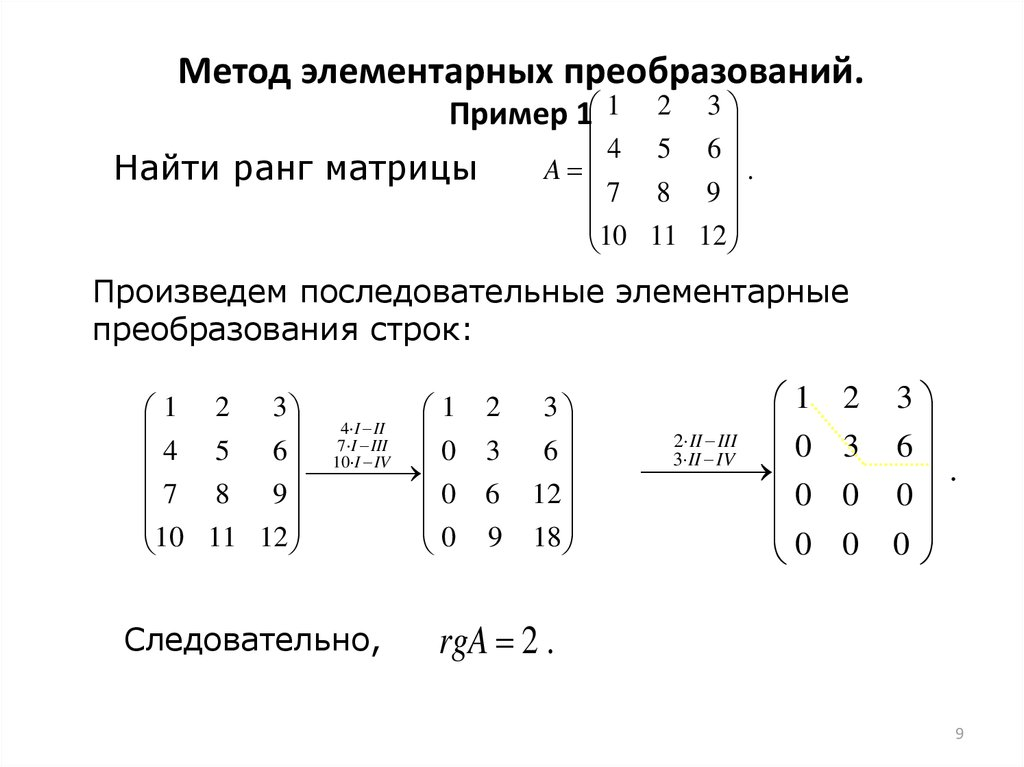 Метод элементарных преобразований.
Пример 1
Найти ранг матрицы A = ( 1 2 3
4 5 6
7 8 9
10 11 12 ) .
Произведем последовательные элементарные
преобразования строк:
( 1 2 3
4 5 6
7 8 9
10 11 12 )
4·I−II
7·I−III
10·I−IV
→
( 1 2 3
0 3 6
0 6 12
0 9 18 )
2·II−III
3·II−IV
→
( 1 2 3
0 3 6
0 0 0
0 0 0 ) .
Следовательно, rgA = 2 .
9